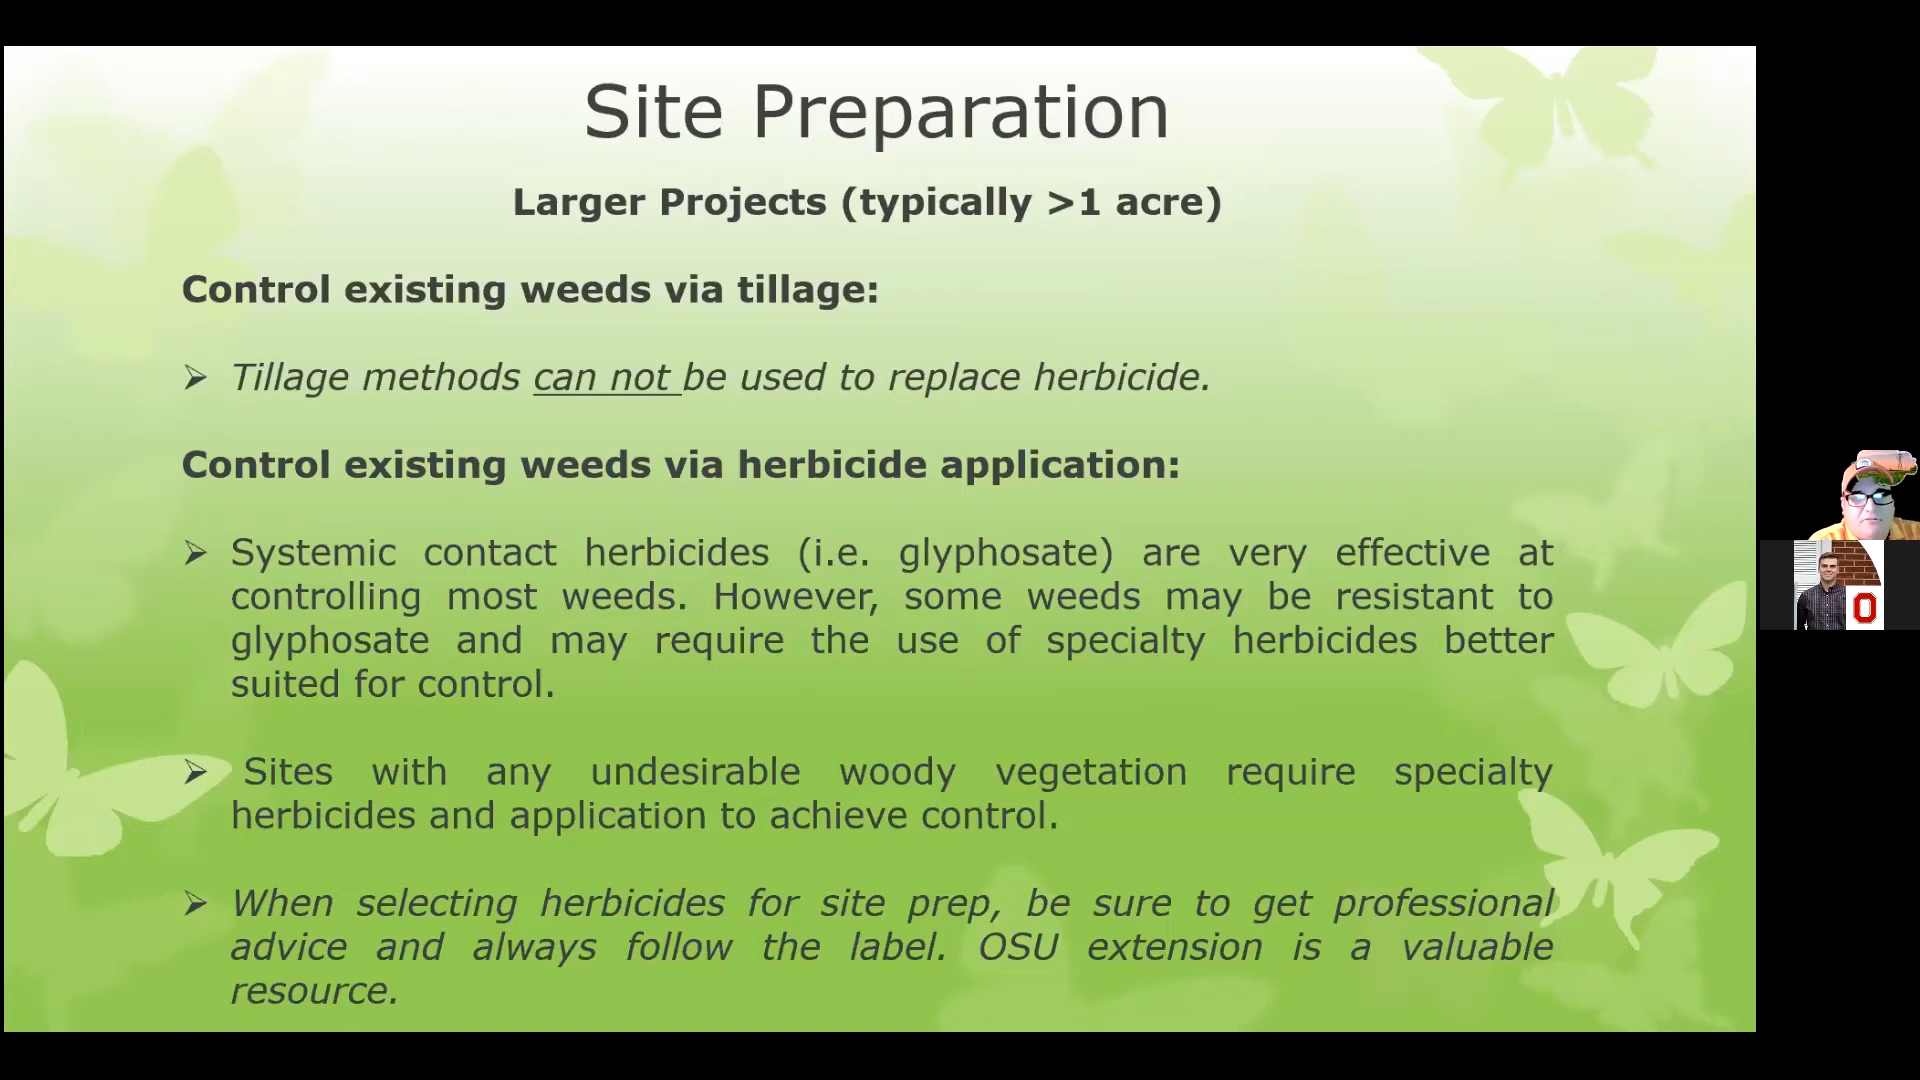 Site Preparation
Larger Projects (typically >1 acre)
Control existing weeds via tillage:
➢ Tillage methods can not be used to replace herbicide.
Control existing weeds via herbicide application:
➢ Systemic contact herbicides (i.e. glyphosate) are very effective at
controlling most weeds. However, some weeds may be resistant to
glyphosate and may require the use of specialty herbicides better
suited for control.
➢ Sites with any undesirable woody vegetation require specialty
herbicides and application to achieve control.
➢ When selecting herbicides for site prep, be sure to get professional
advice and always follow the label. OSU extension is a valuable
resource.
O